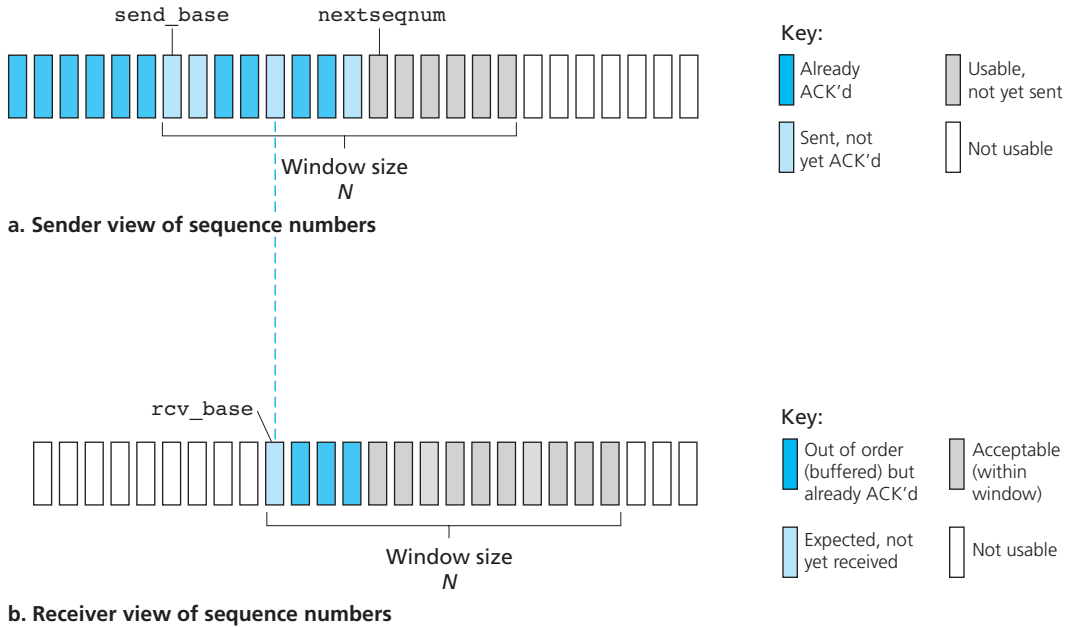 send_base
nextseqnum
Window size
N
Key:
Already
ACK'd
Usable,
not yet sent
Sent, not
yet ACK'd
Not usable
a. Sender view of sequence numbers
rcv_base
Window size
N
Key:
Out of order
(buffered) but
already ACK'd
Acceptable
(within
window)
Expected, not
yet received
Not usable
b. Receiver view of sequence numbers